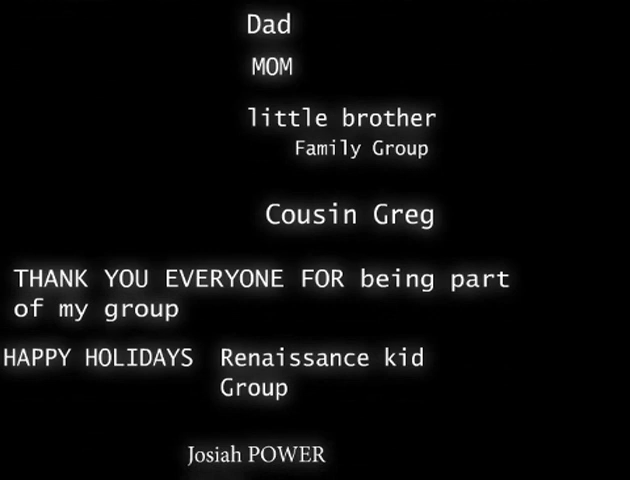 Dad
MOM
little brother
Family Group
Cousin Greg
THANK YOU EVERYONE FOR being part
of my group
HAPPY HOLIDAYS Renaissance kid
Group
Josiah POWER